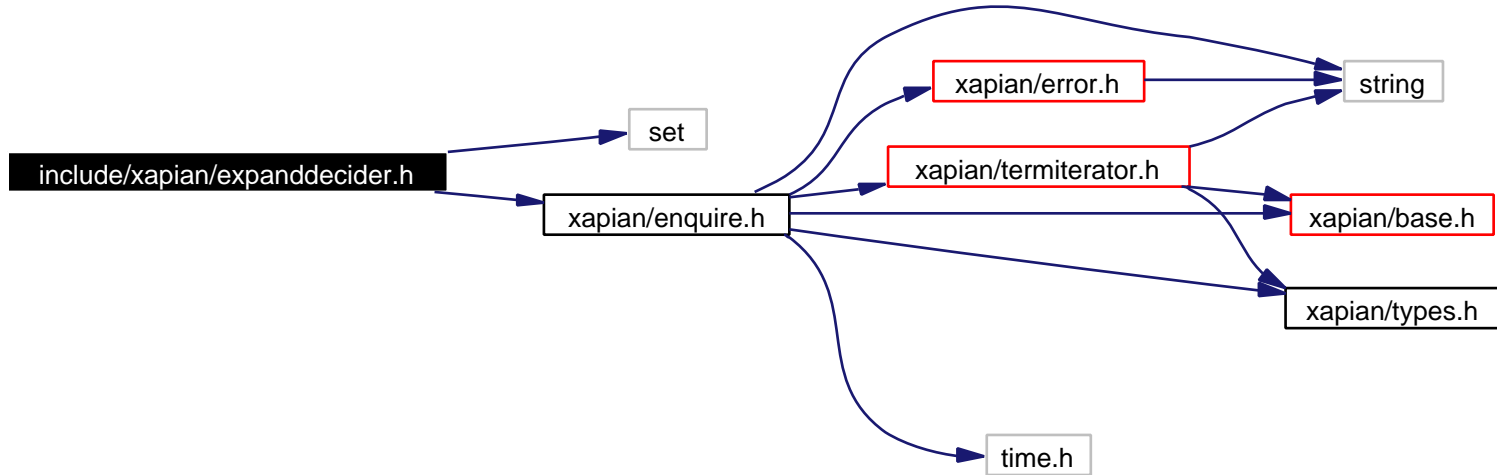 include/xapian/expanddecider.h
set
xapian/enquire.h
xapian/error.h
xapian/termiterator.h
string
xapian/base.h
xapian/types.h
time.h